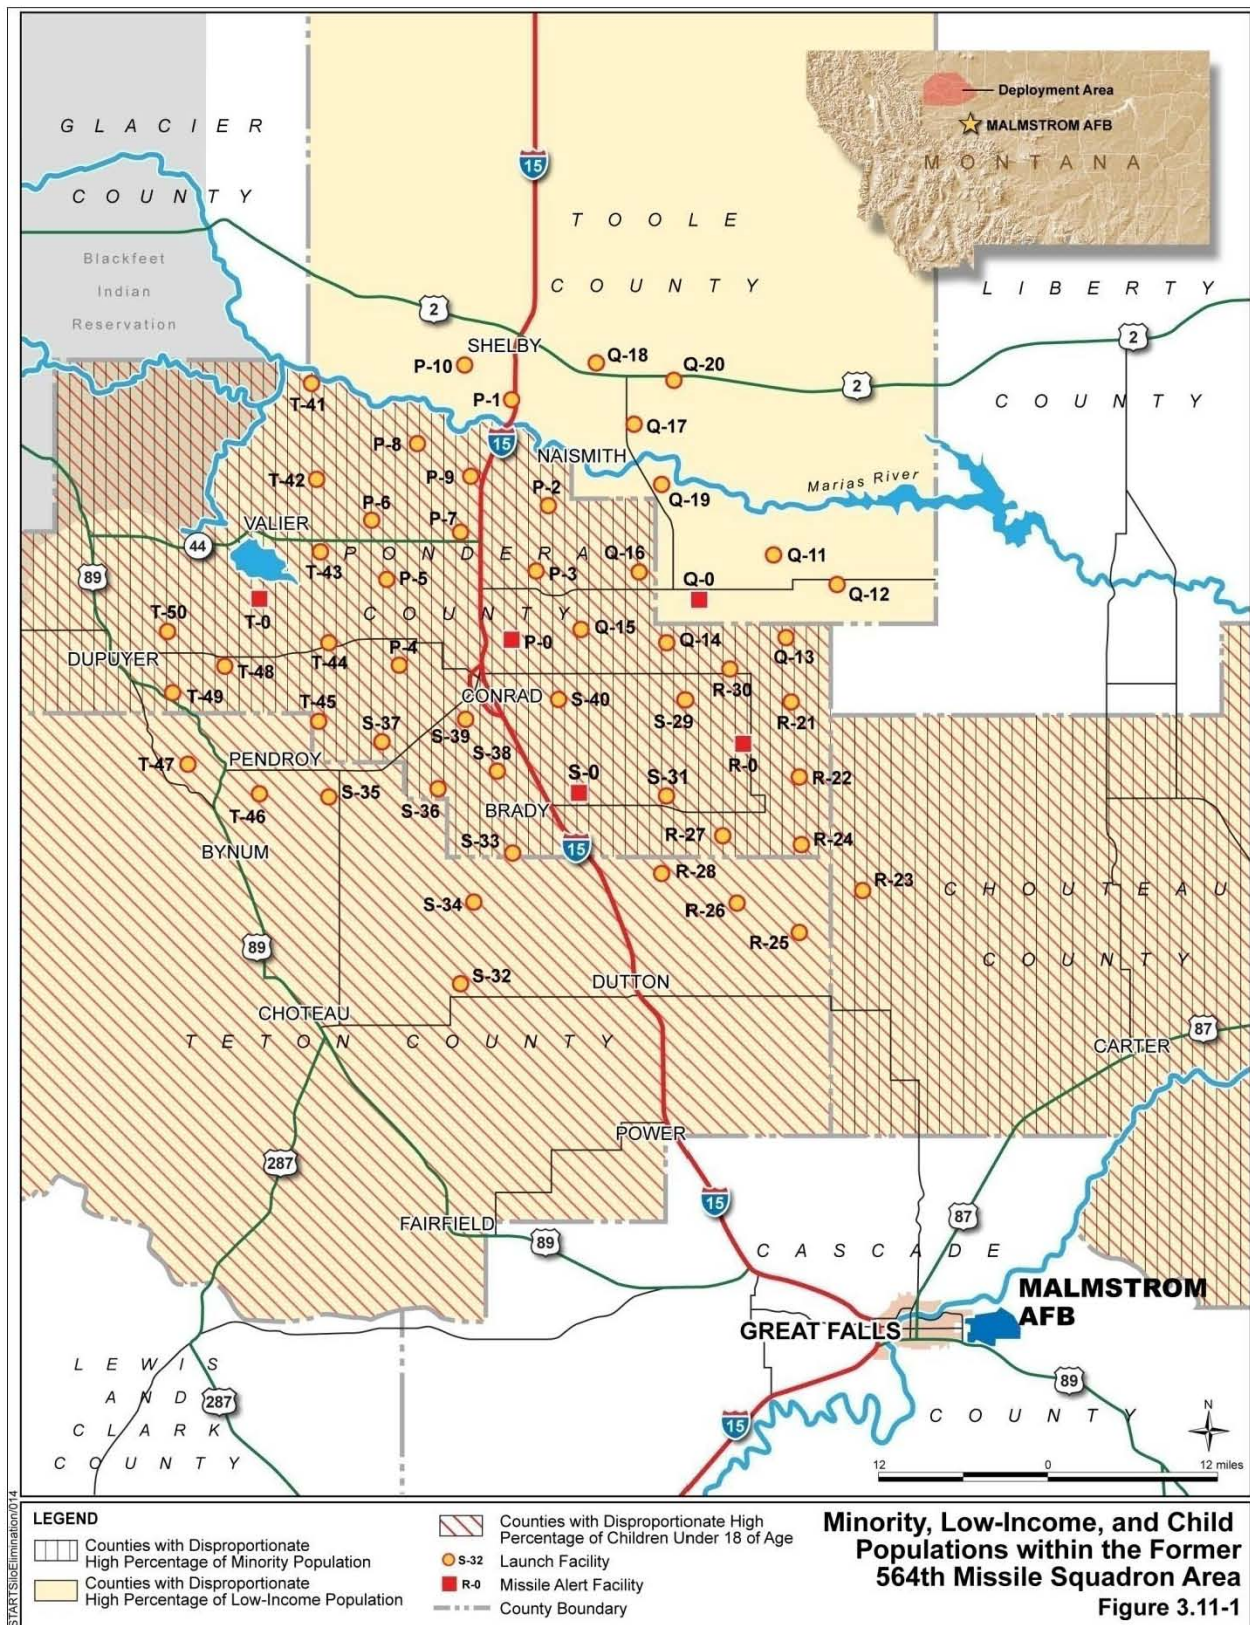 GLACIER
COUNTY
Blackfeet
Indian
Reservation
15
TOOLE
COUNTY
Deployment Area
MALMSTROM AFB
MONTANA
LIBERTY
COUNTY
2
2
2
SHELBY
P-10
Q-18
Q-20
P-1
T-41
Q-17
P-8
15
NAISMITH
P-9
T-42
P-2
Q-19
Marias River
P-6
P-7
VALIER
44
T-43
PONDERA
COUNTY
Q-16
Q-11
89
P-5
P-3
Q-0
Q-12
T-0
T-50
Q-15
P-0
Q-14
Q-13
DUPUYER
T-44
P-4
T-48
R-30
T-49
CONRAD
S-40
T-45
S-29
R-21
S-37
S-39
S-38
T-47
PENDROY
S-0
S-31
R-0
R-22
T-46
S-35
S-36
BRADY
BYNUM
S-33
15
R-27
R-24
R-28
R-23
CHOUTEAU
COUNTY
S-34
R-26
R-25
89
S-32
DUTTON
CHOTEAU
TETON COUNTY
CARTER
87
POWER
287
15
87
FAIRFIELD
89
CASCADE
COUNTY
MALMSTROM
AFB
GREAT FALLS
LEWIS
AND
CLARK
COUNTY
287
89
15
N
12 0 12 miles
STARTSiloElimination/014
LEGEND
Counties with Disproportionate
High Percentage of Minority Population
Counties with Disproportionate
High Percentage of Low-Income Population
Counties with Disproportionate High
Percentage of Children Under 18 of Age
S-32 Launch Facility
R-0 Missile Alert Facility
County Boundary
Minority, Low-Income, and Child
Populations within the Former
564th Missile Squadron Area
Figure 3.11-1